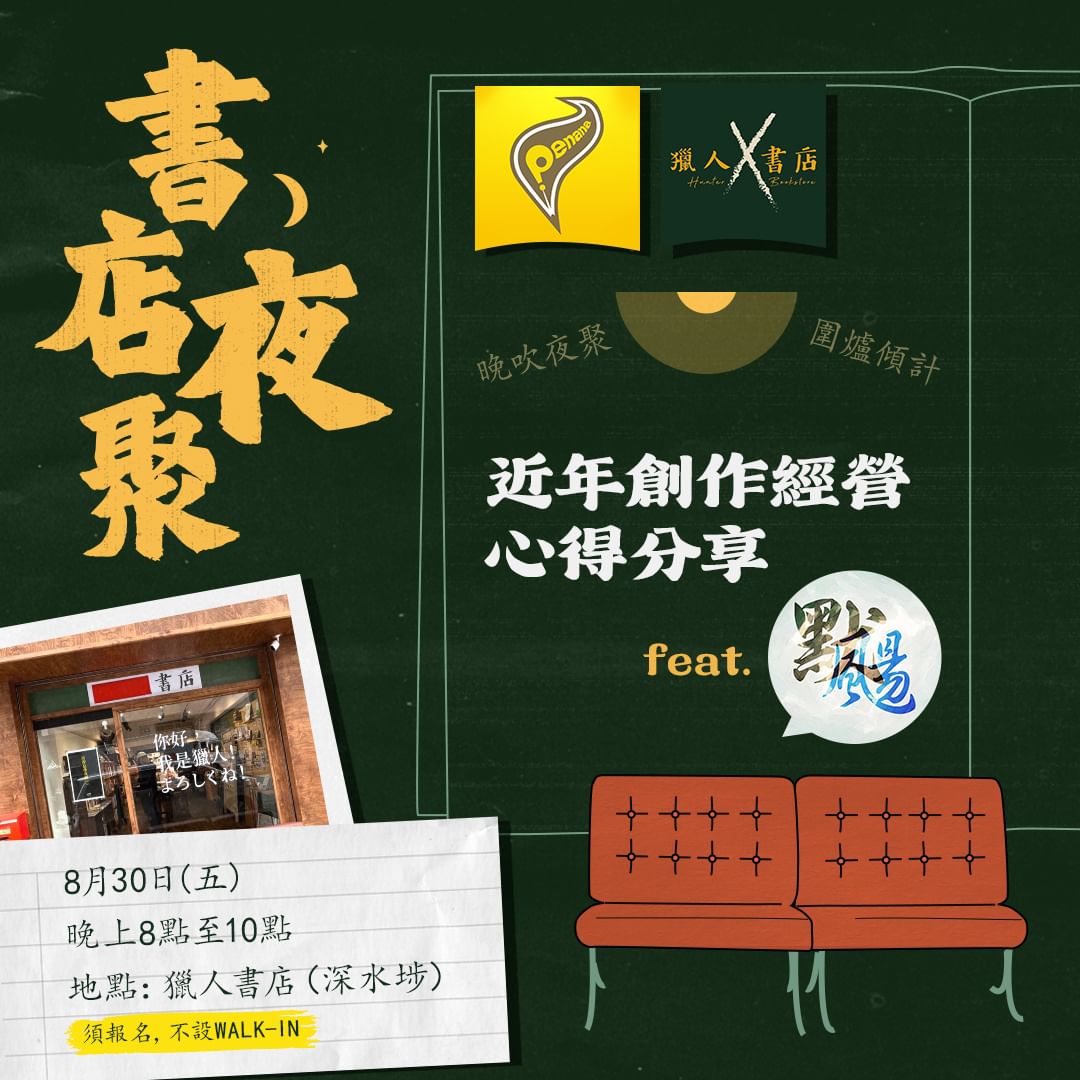 書店夜聚
Penana
獵人書店
Hunter Bookstore
晚吹夜聚
圍爐傾計
近年創作經營
心得分享
feat.
點颺
書店
你好，
我是獵人！
まろしくね！
8月30日(五)
晚上8點至10點
地點：獵人書店（深水埗）
須報名，不設WALK-IN